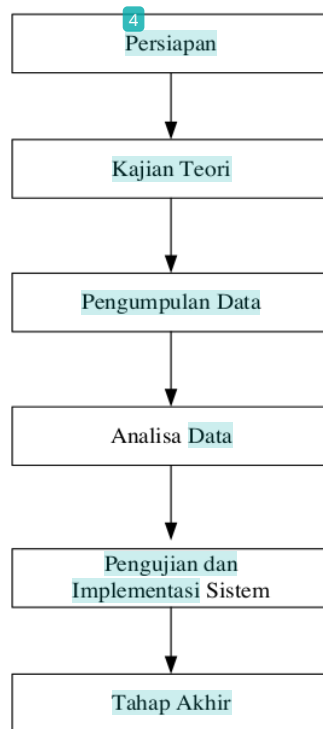 4
Persiapan
Kajian Teori
Pengumpulan Data
Analisa Data
Pengujian dan
Implementasi Sistem
Tahap Akhir